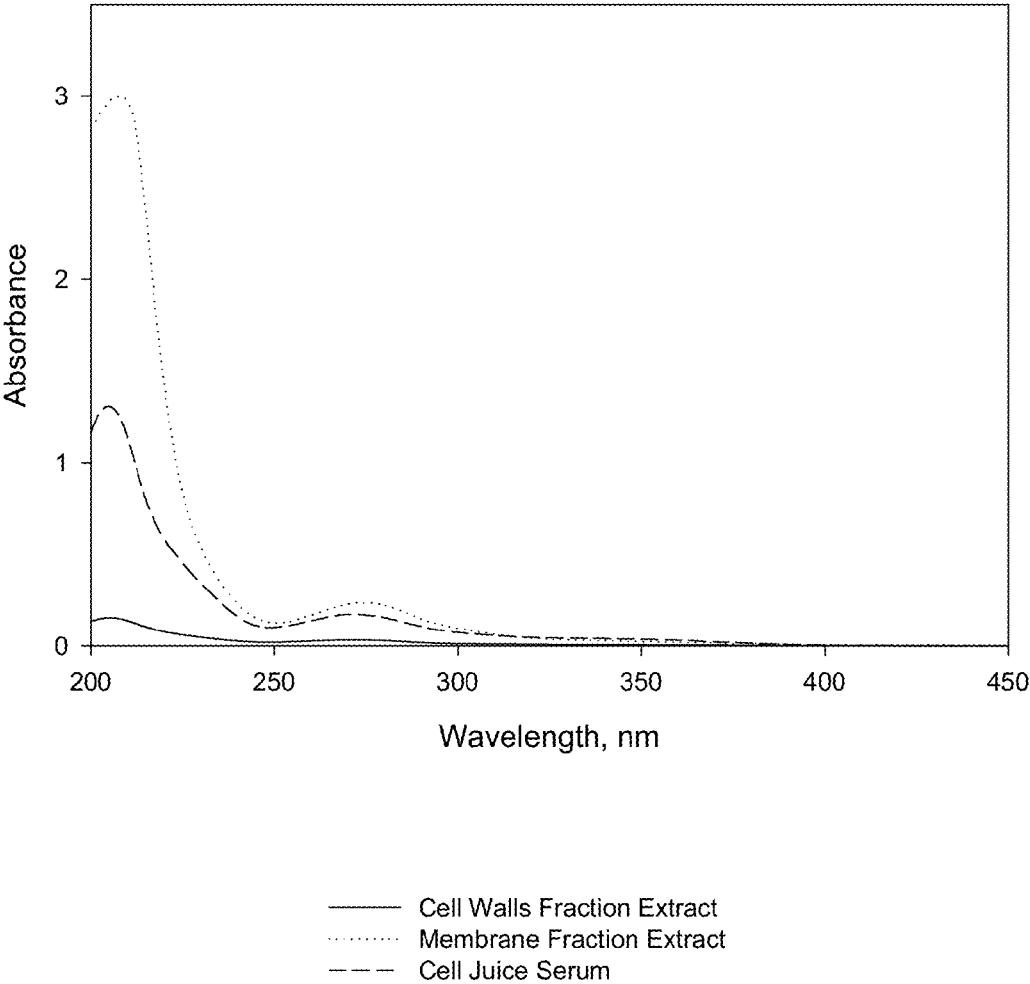 3
2
1
0
Absorbance
200 250 300 350 400 450
Wavelength, nm
Cell Walls Fraction Extract
Membrane Fraction Extract
Cell Juice Serum